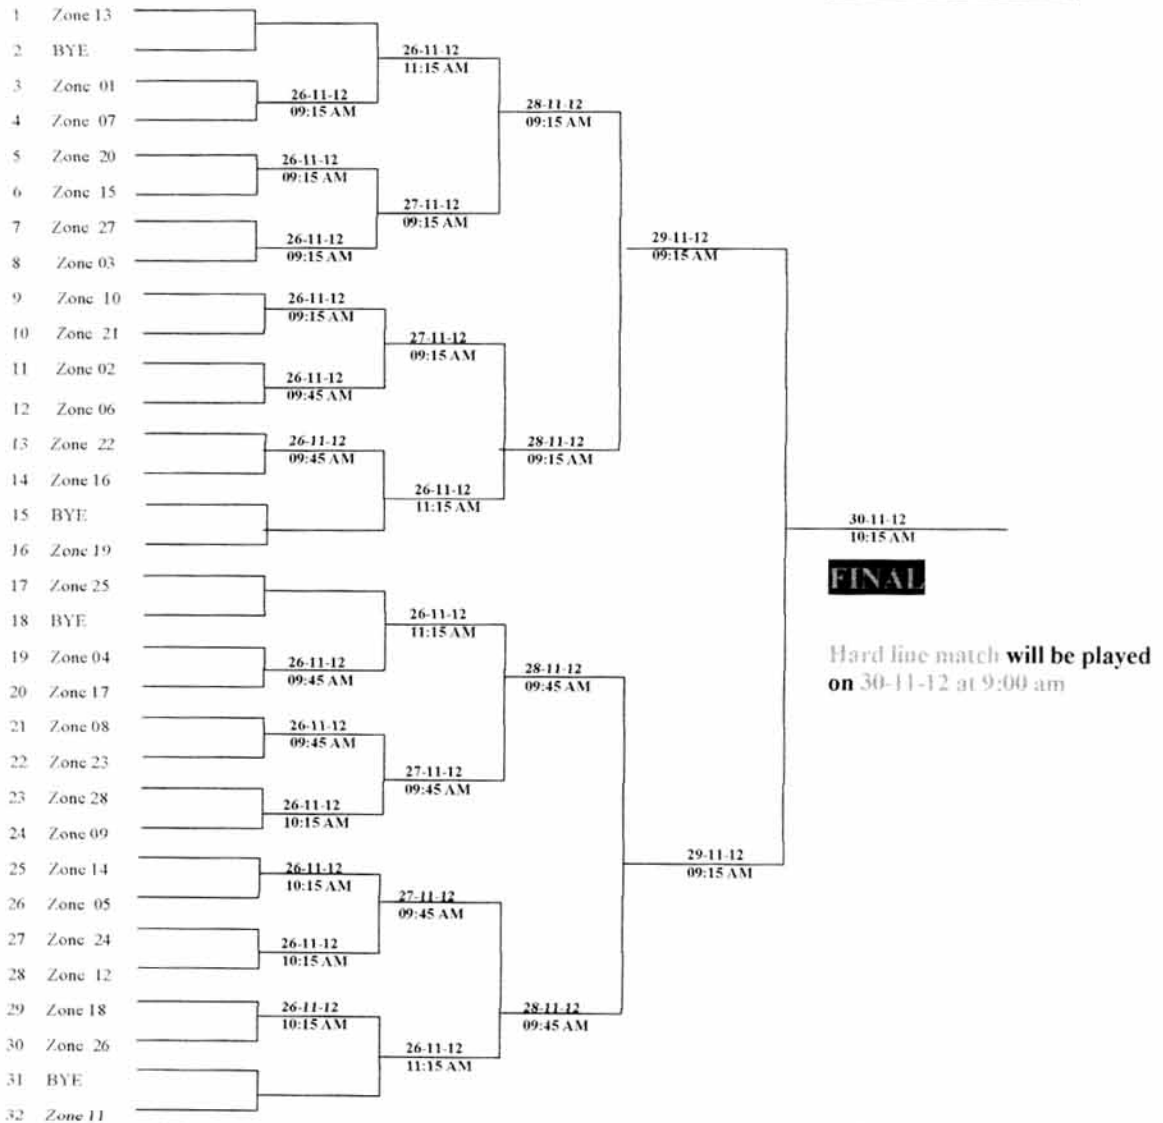 1 Zone 13
2 BYE
3 Zone 01
4 Zone 07
5 Zone 20
6 Zone 15
7 Zone 27
8 Zone 03
9 Zone 10
10 Zone 21
11 Zone 02
12 Zone 06
13 Zone 22
14 Zone 16
15 BYE
16 Zone 19
17 Zone 25
18 BYE
19 Zone 04
20 Zone 17
21 Zone 08
22 Zone 23
23 Zone 28
24 Zone 09
25 Zone 14
26 Zone 05
27 Zone 24
28 Zone 12
29 Zone 18
30 Zone 26
31 BYE
32 Zone 11
26-11-12
09:15 AM
26-11-12
09:15 AM
26-11-12
09:15 AM
26-11-12
09:15 AM
26-11-12
09:45 AM
26-11-12
09:45 AM
26-11-12
09:45 AM
26-11-12
09:45 AM
26-11-12
10:15 AM
26-11-12
10:15 AM
26-11-12
10:15 AM
26-11-12
10:15 AM
26-11-12
11:15 AM
27-11-12
09:15 AM
27-11-12
09:15 AM
26-11-12
11:15 AM
26-11-12
11:15 AM
27-11-12
09:45 AM
27-11-12
09:45 AM
26-11-12
11:15 AM
28-11-12
09:15 AM
28-11-12
09:15 AM
28-11-12
09:45 AM
28-11-12
09:45 AM
29-11-12
09:15 AM
29-11-12
09:15 AM
30-11-12
10:15 AM
FINAL
Hard line match will be played
on 30-11-12 at 9:00 am